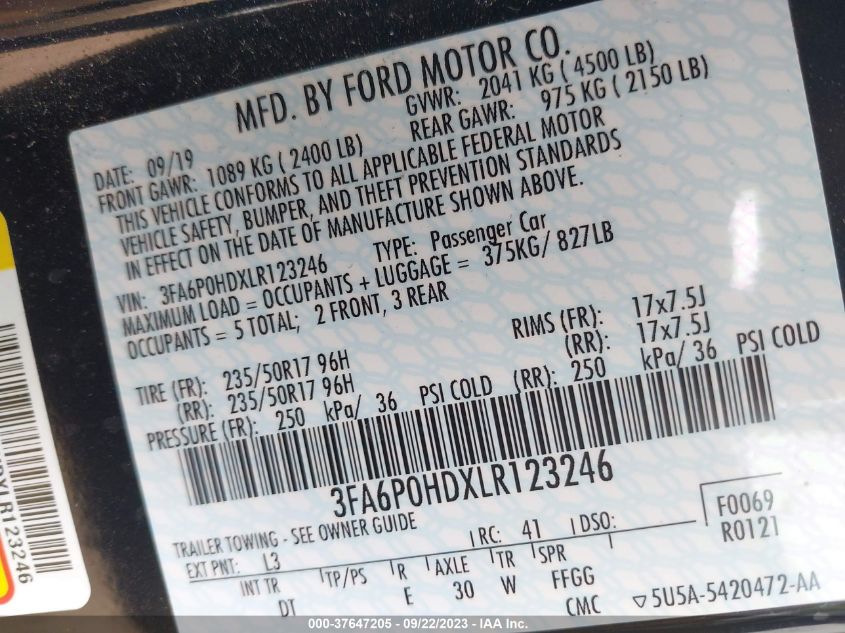 MFD. BY FORD MOTOR CO.
DATE: 09/19 GVWR: 2041 KG ( 4500 LB)
FRONT GAWR: 1089 KG ( 2400 LB) REAR GAWR: 975 KG ( 2150 LB)
THIS VEHICLE CONFORMS TO ALL APPLICABLE FEDERAL MOTOR
VEHICLE SAFETY, BUMPER, AND THEFT PREVENTION STANDARDS
IN EFFECT ON THE DATE OF MANUFACTURE SHOWN ABOVE.
VIN: 3FA6P0HDXLR123246 TYPE: Passenger Car
MAXIMUM LOAD = OCCUPANTS + LUGGAGE = 375KG/ 827LB
OCCUPANTS = 5 TOTAL; 2 FRONT, 3 REAR
TIRE (FR): 235/50R17 96H RIMS (FR): 17x7.5J
(RR): 235/50R17 96H (RR): 17x7.5J
PRESSURE (FR): 250 kPa/ 36 PSI COLD (RR): 250 kPa/ 36 PSI COLD
3FA6P0HDXLR123246
TRAILER TOWING - SEE OWNER GUIDE
EXT PNT: L3 RC: 41 DSO:
F0069
R0121
INT TR TP/PS R AXLE TR SPR
DT E 30 W FFGG
CMC 5U5A-5420472-AA
LR123246
000-37647205 - 09/22/2023 - IAA Inc.